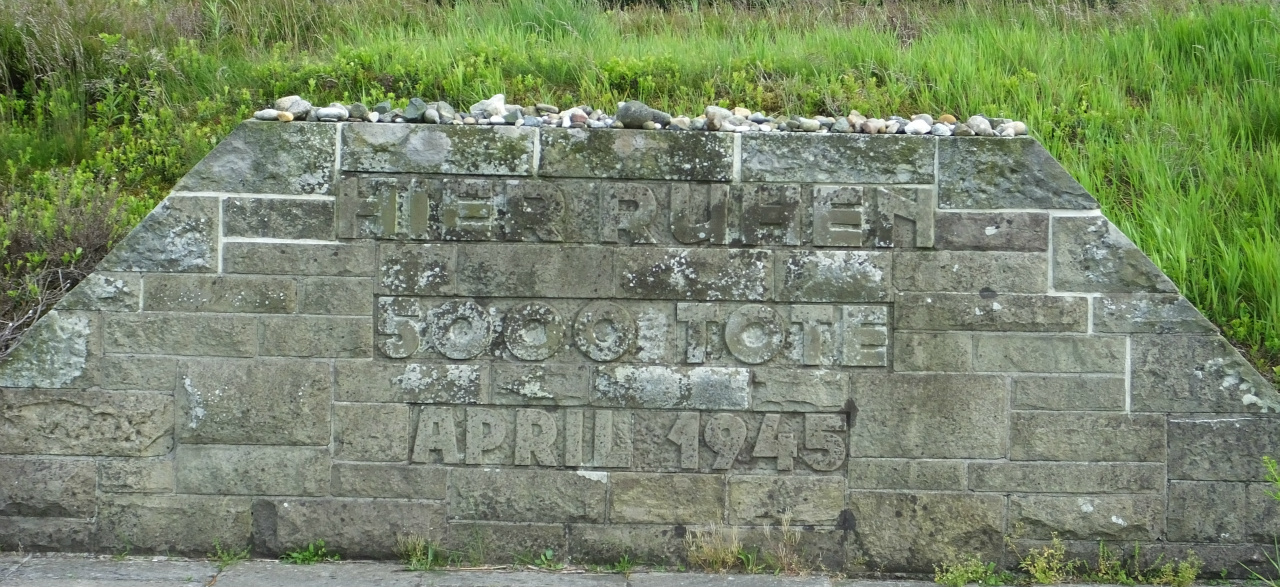 HIER RUHEN
5000 TOTE
APRIL 1945